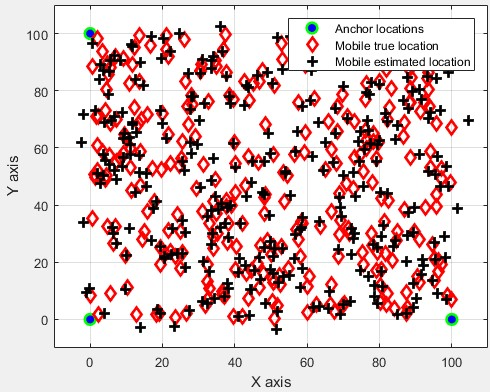 Anchor locations
Mobile true location
Mobile estimated location
100
80
60
40
20
0
Y axis
0
20
40
60
80
100
X axis